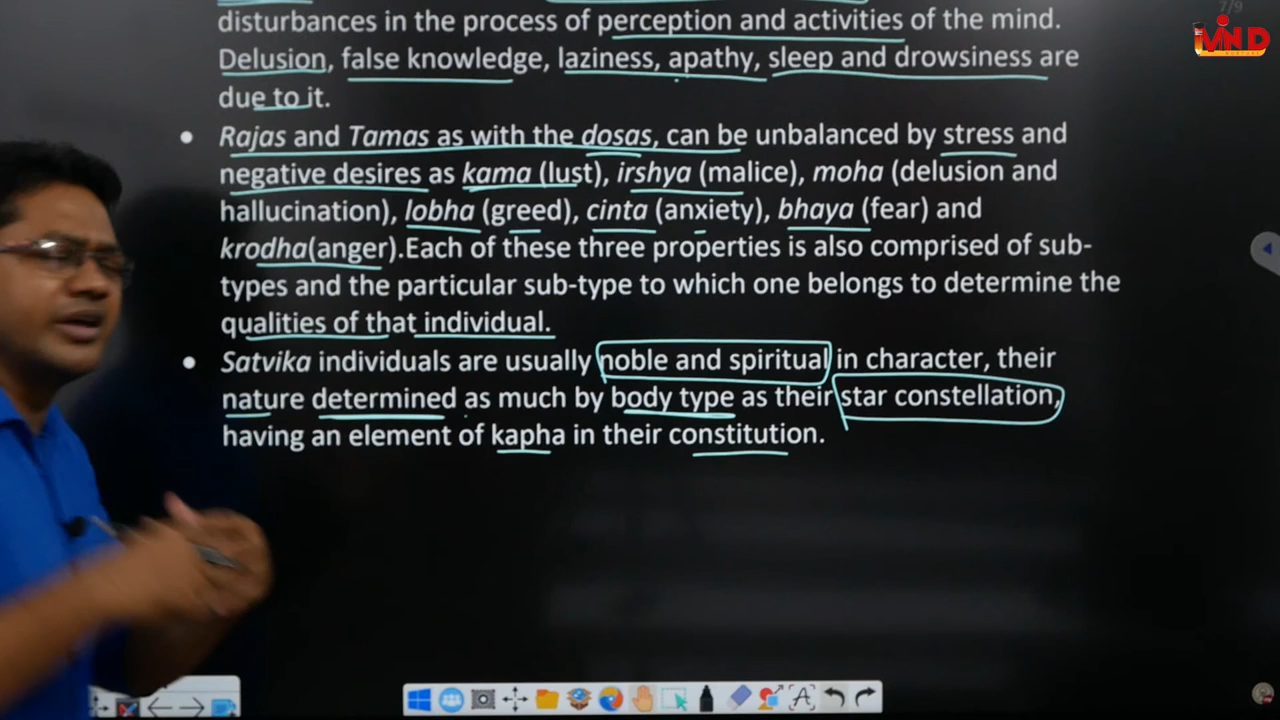 7/9
MIND
disturbances in the process of perception and activities of the mind.
Delusion, false knowledge, laziness, apathy, sleep and drowsiness are
due to it.
• Rajas and Tamas as with the dosas, can be unbalanced by stress and
negative desires as kama (lust), irshya (malice), moha (delusion and
hallucination), lobha (greed), cinta (anxiety), bhaya (fear) and
krodha(anger).Each of these three properties is also comprised of sub-
types and the particular sub-type to which one belongs to determine the
qualities of that individual.
• Satvika individuals are usually noble and spiritual in character, their
nature determined as much by body type as their star constellation,
having an element of kapha in their constitution.